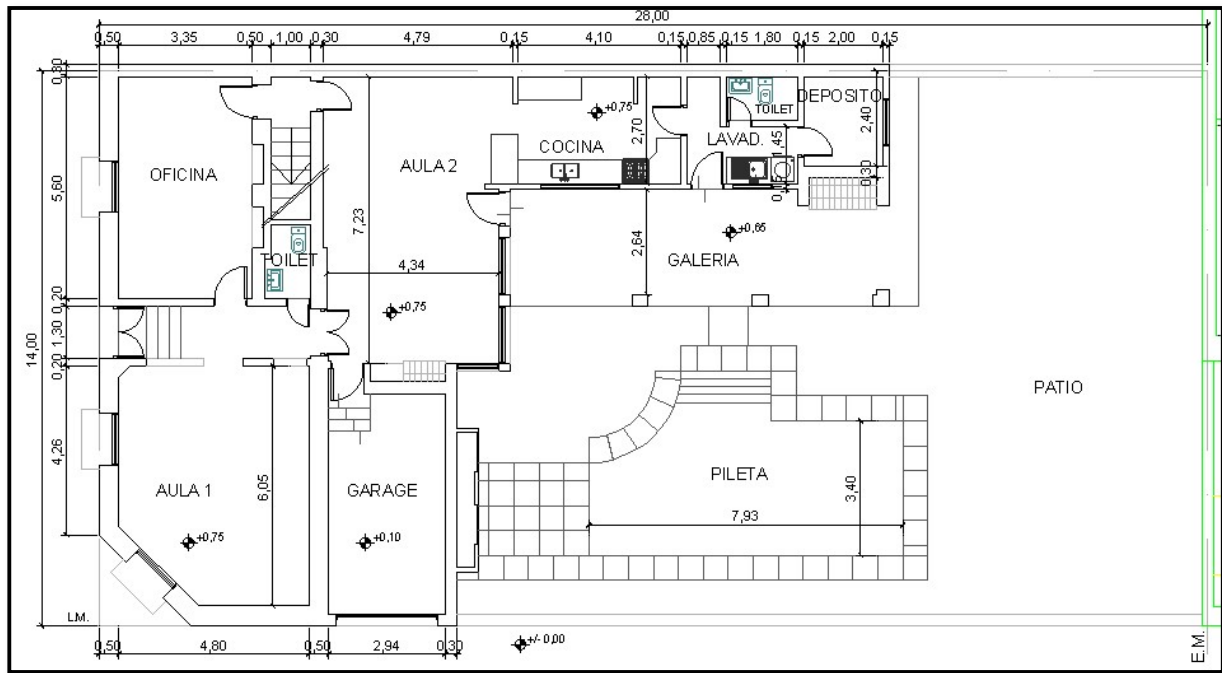 28,00
0,50 3,35 0,50 1,00 0,30 4,79 0,15 4,10 0,15 0,85 0,15 1,80 0,15 2,00 0,15
0,30
OFICINA
5,60
AULA 2
7,23
4,34
+0,75
COCINA
+0,75
2,70
TOILET
LAVAD.
1,45
DEPOSITO
2,40
0,30
TOILET
GALERIA
+0,65
2,64
14,00
0,20
1,30
0,20
4,26
AULA 1
+0,75
6,05
GARAGE
+0,10
PILETA
7,93
3,40
PATIO
L.M.
E.M.
0,50 4,80 0,50 2,94 0,30
+/- 0,00